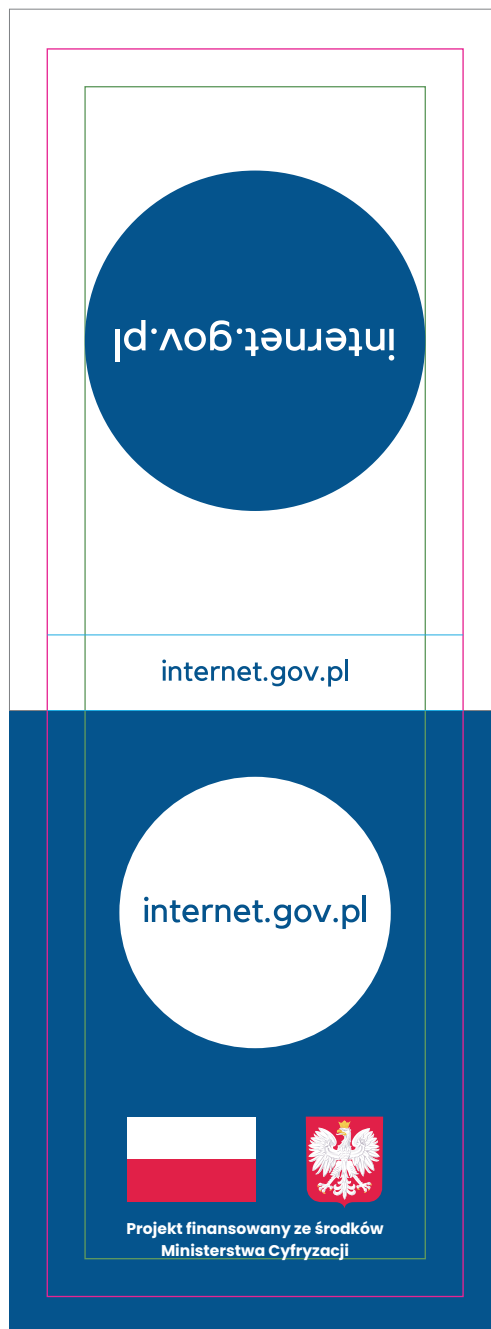 internet.gov.pl
internet.gov.pl
internet.gov.pl
Projekt finansowany ze środków
Ministerstwa Cyfryzacji